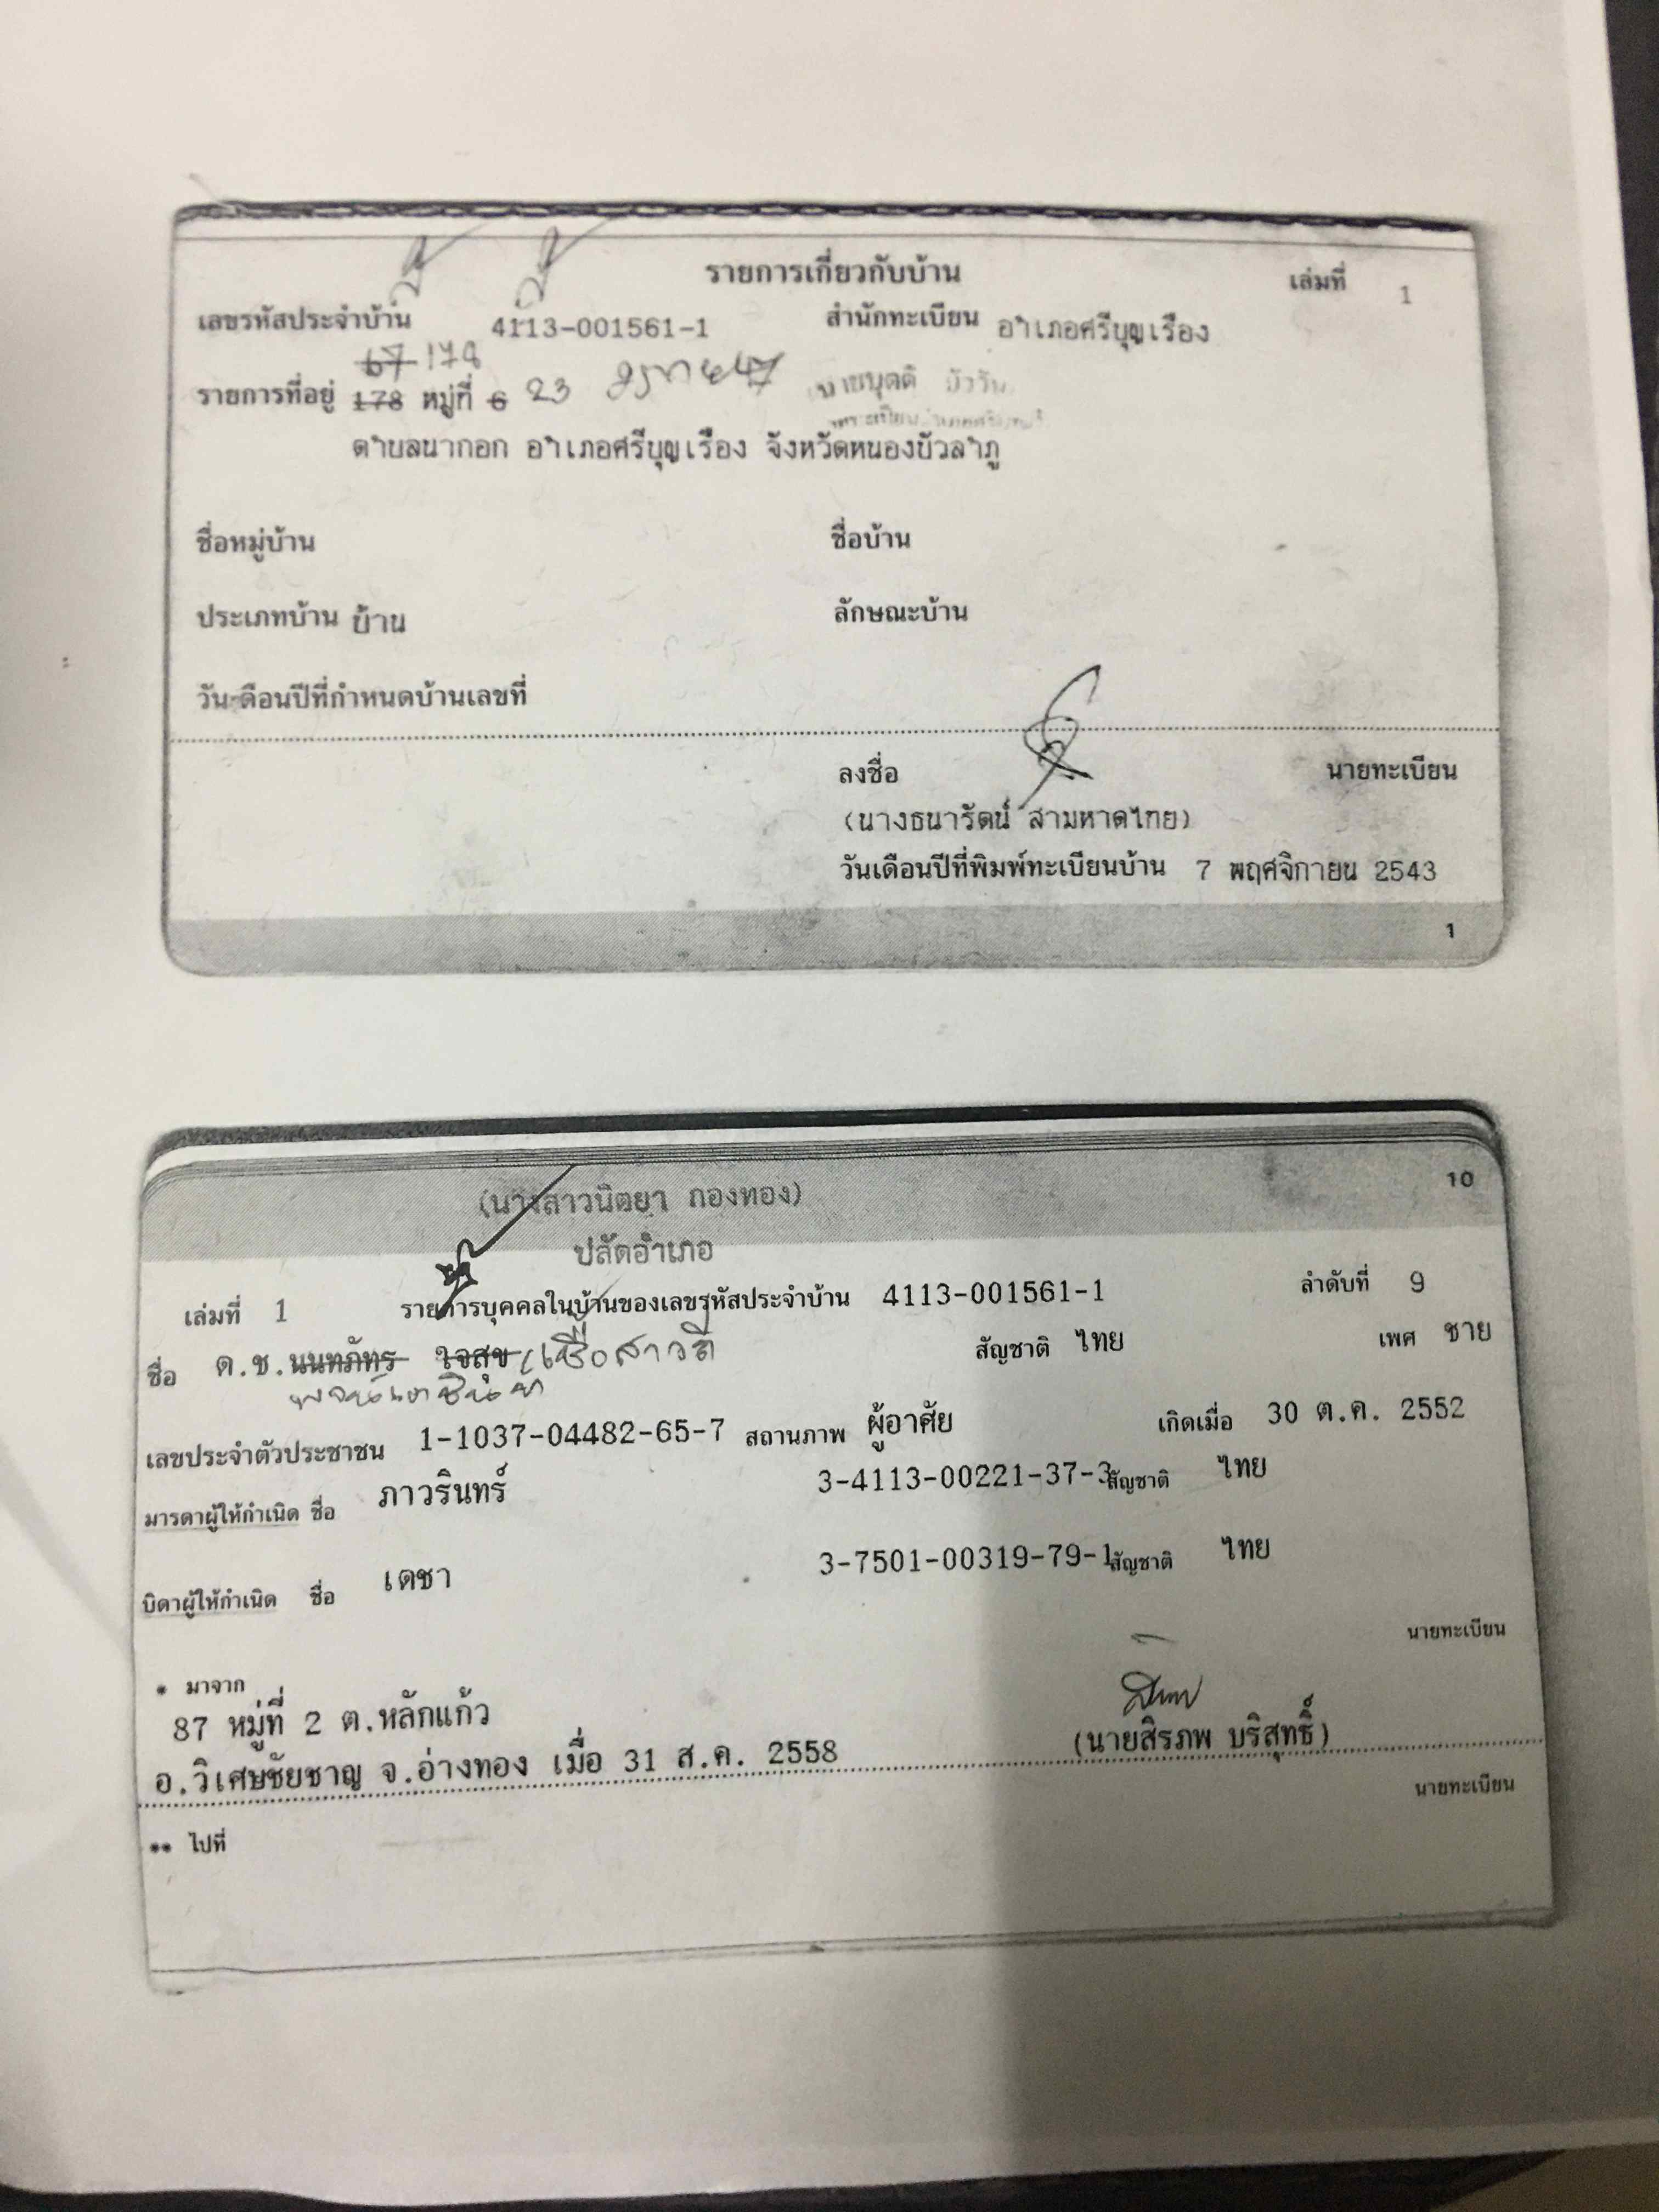 รายการเกี่ยวกับบ้าน เล่มที่ 1
เลขรหัสประจำบ้าน 4113-001561-1 สำนักทะเบียน อำเภอศรีบุญเรือง
67 178
รายการที่อยู่ 178 หมู่ที่ 6 23
ตำบลนากอก อำเภอศรีบุญเรือง จังหวัดหนองบัวลำภู
ชื่อหมู่บ้าน ชื่อบ้าน
ประเภทบ้าน บ้าน ลักษณะบ้าน
วันเดือนปีที่กำหนดบ้านเลขที่
ลงชื่อ นายทะเบียน
(นางธนารัตน์ สามหาดไทย)
วันเดือนปีที่พิมพ์ทะเบียนบ้าน 7 พฤศจิกายน 2543
1
10
(นางสาวนิตยา กองทอง)
ปลัดอำเภอ
เล่มที่ 1 รายการบุคคลในบ้านของเลขรหัสประจำบ้าน 4113-001561-1 ลำดับที่ 9
ชื่อ ด.ช.นนทภัทร ใจสุข เชื้อสาวถี สัญชาติ ไทย เพศ ชาย
เลขประจำตัวประชาชน 1-1037-04482-65-7 สถานภาพ ผู้อาศัย เกิดเมื่อ 30 ต.ค. 2552
มารดาผู้ให้กำเนิด ชื่อ ภาวรินทร์ 3-4113-00221-37-3 สัญชาติ ไทย
บิดาผู้ให้กำเนิด ชื่อ เดชา 3-7501-00319-79-1 สัญชาติ ไทย
นายทะเบียน
* มาจาก
87 หมู่ที่ 2 ต.หลักแก้ว
อ.วิเศษชัยชาญ จ.อ่างทอง เมื่อ 31 ส.ค. 2558 (นายสิรภพ บริสุทธิ์)
นายทะเบียน
** ไปที่